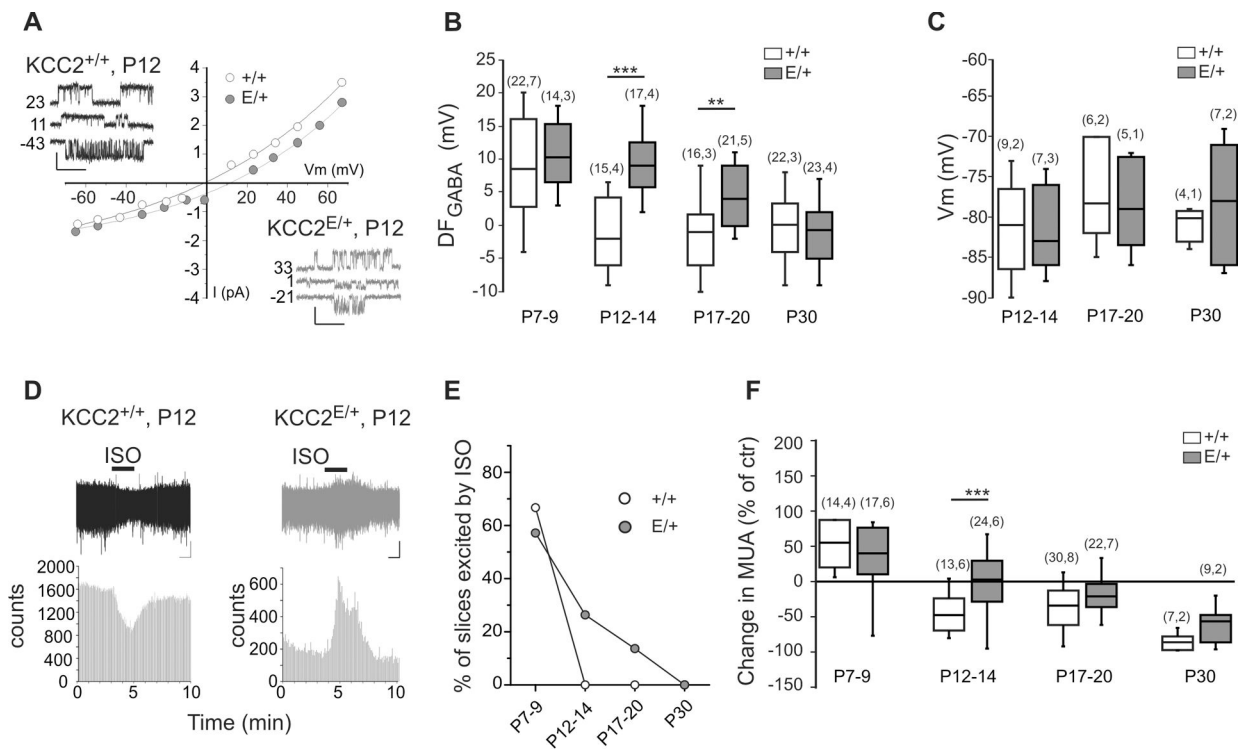 A
KCC2+/+, P12
23
11
-43
+/+
E/+
4
3
2
1
-1
-2
-3
-4
-60 -40 -20 20 40 60
Vm (mV)
I (pA)
KCC2E/+, P12
33
1
-21
B
+/+
E/+
DFGABA (mV)
25
20
15
10
5
0
-5
-10
(22,7) (14,3) (15,4) *** (17,4) (16,3) ** (21,5) (22,3) (23,4)
P7-9 P12-14 P17-20 P30
C
+/+
E/+
Vm (mV)
-60
-65
-70
-75
-80
-85
-90
(9,2) (7,3) (6,2) (5,1) (4,1) (7,2)
P12-14 P17-20 P30
D
KCC2+/+, P12 KCC2E/+, P12
ISO ISO
counts
2000
1600
1200
800
400
0
0 5 10
counts
600
400
200
0
0 5 10
Time (min)
E
% of slices excited by ISO
80
60
40
20
0
+/+
E/+
P7-9 P12-14 P17-20 P30
F
+/+
E/+
Change in MUA (% of ctr)
200
150
100
50
0
-50
-100
-150
(14,4) (17,6) (13,6) *** (24,6) (30,8) (22,7) (7,2) (9,2)
P7-9 P12-14 P17-20 P30